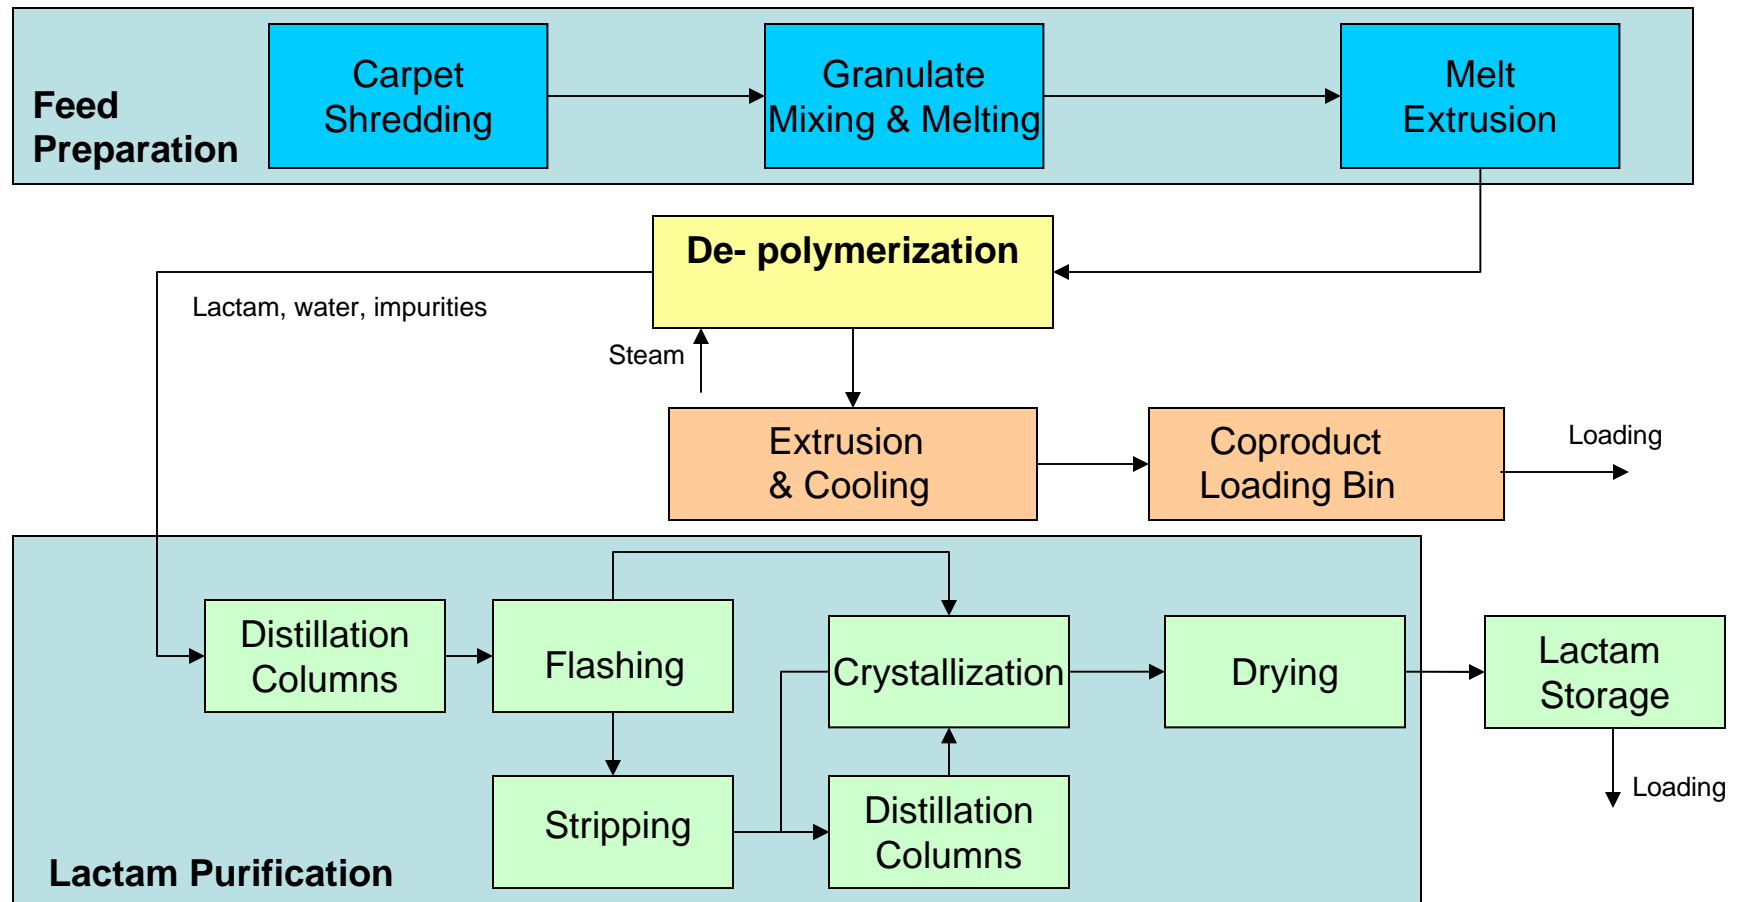 Feed
Preparation
Carpet
Shredding
Granulate
Mixing & Melting
Melt
Extrusion
De- polymerization
Lactam, water, impurities
Steam
Extrusion
& Cooling
Coproduct
Loading Bin
Loading
Distillation
Columns
Flashing
Crystallization
Drying
Lactam
Storage
Stripping
Distillation
Columns
Loading
Lactam Purification